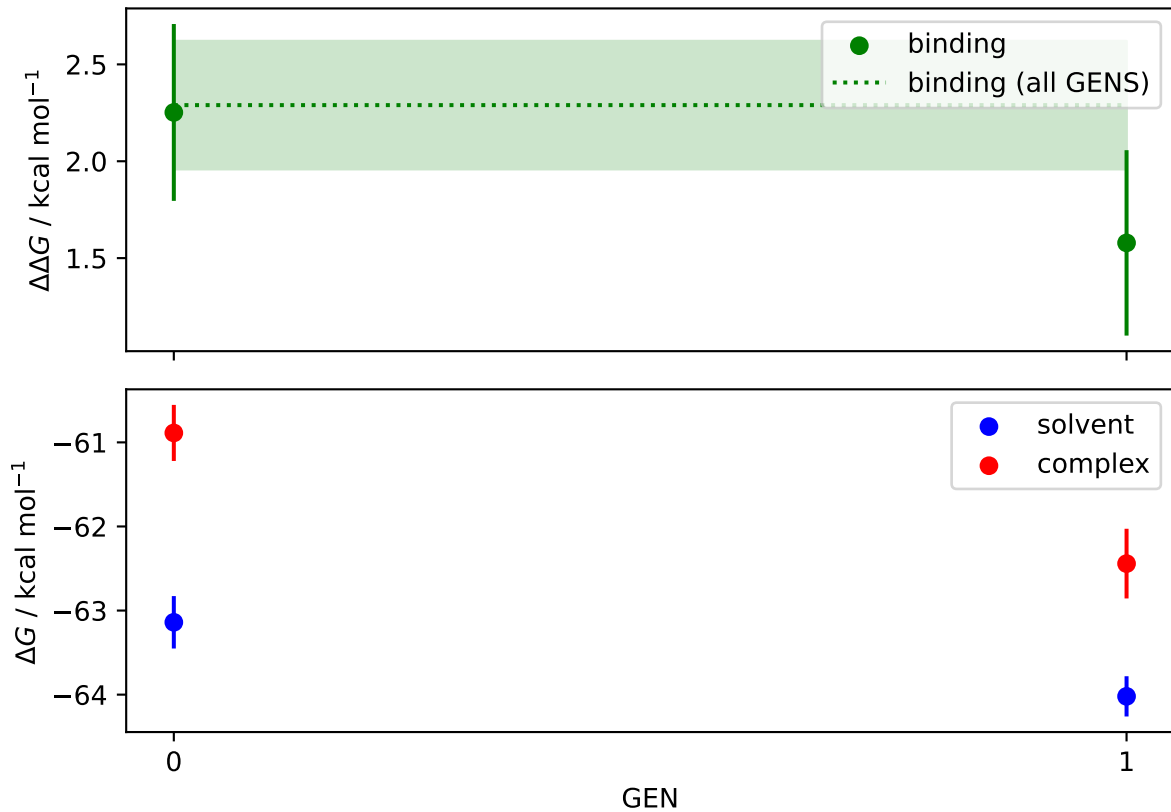 binding
binding (all GENS)
2.5
2.0
1.5
ΔΔG / kcal mol⁻¹
solvent
complex
−61
−62
−63
−64
ΔG / kcal mol⁻¹
0
1
GEN